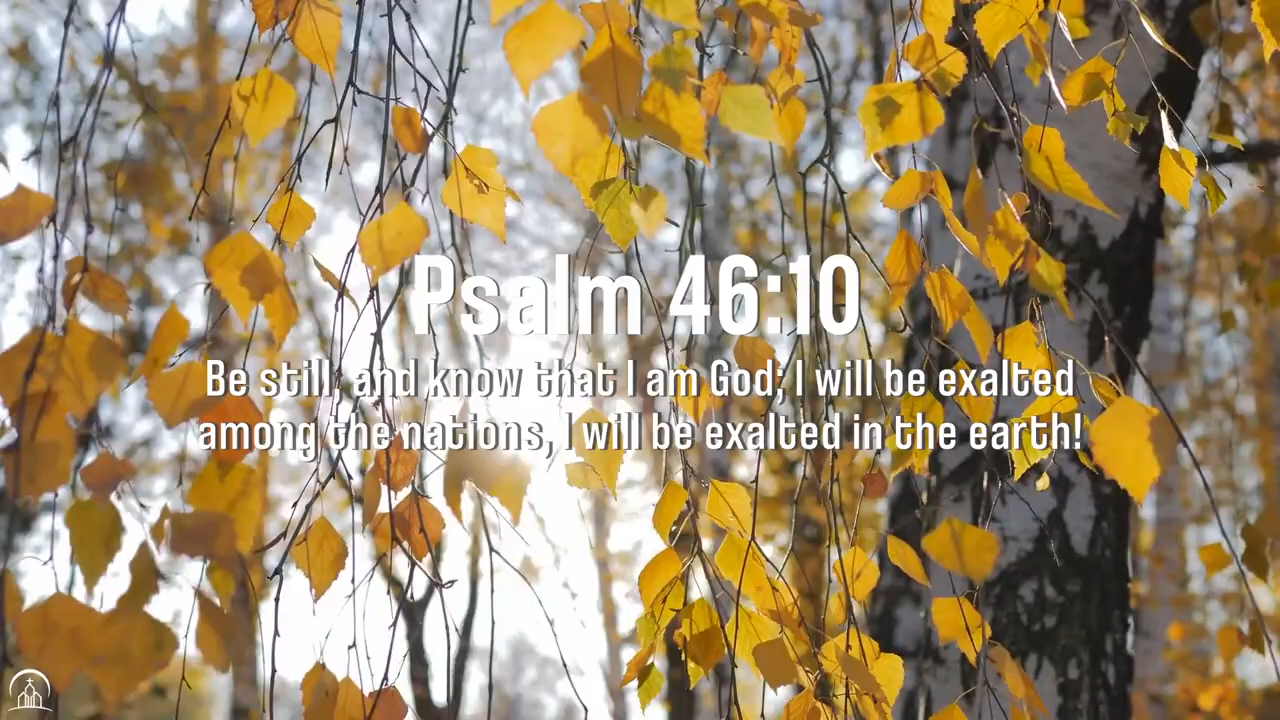 Psalm 46:10
Be still, and know that I am God; I will be exalted
among the nations, I will be exalted in the earth!